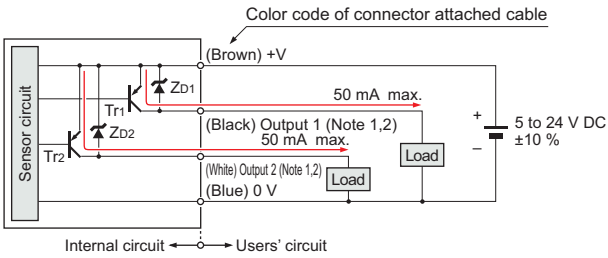 Color code of connector attached cable
(Brown) +V
ZD1
50 mA max.
Tr1
(Black) Output 1 (Note 1,2)
Sensor circuit
ZD2
50 mA max.
+
5 to 24 V DC
±10 %
–
Tr2
Load
(White) Output 2 (Note 1,2)
Load
(Blue) 0 V
Internal circuit
Users' circuit